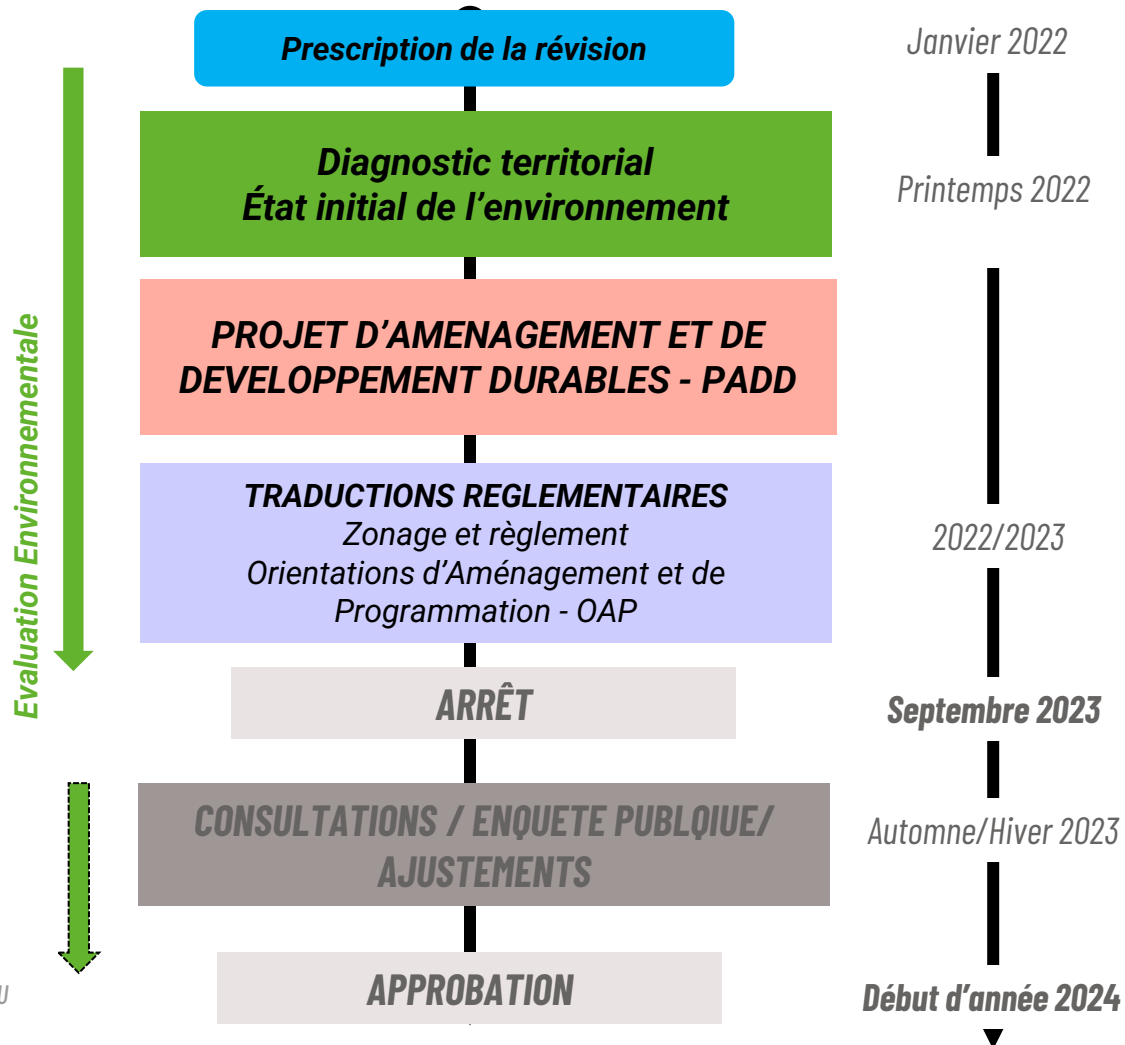 Prescription de la révision
Janvier 2022
Diagnostic territorial
État initial de l’environnement
Printemps 2022
PROJET D’AMENAGEMENT ET DE
DEVELOPPEMENT DURABLES - PADD
Evaluation Environnementale
TRADUCTIONS REGLEMENTAIRES
Zonage et règlement
Orientations d’Aménagement et de
Programmation - OAP
2022/2023
ARRÊT
Septembre 2023
CONSULTATIONS / ENQUETE PUBLQIUE/
AJUSTEMENTS
Automne/Hiver 2023
APPROBATION
Début d’année 2024